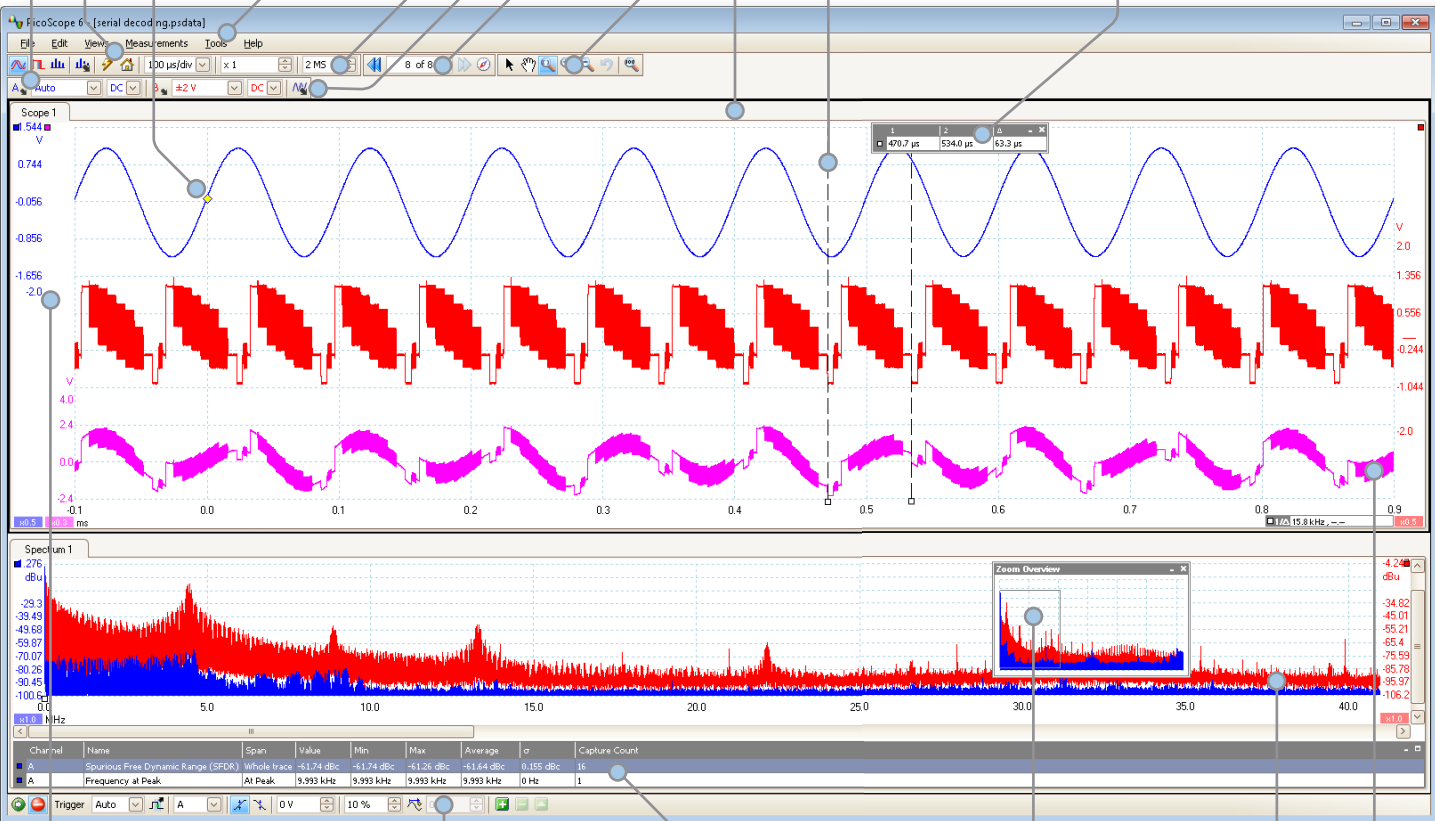 PicoScope 6 - [serial decoding.psdata]
File Edit Views Measurements Tools Help
100 µs/div x 1 2 MS 8 of 8
A Auto DC B ±2 V DC
Scope 1
1.544
V
0.744
-0.056
-0.856
-1.656
-2.0
1 2 Δ
470.7 µs 534.0 µs 63.3 µs
V
2.0
1.356
0.556
-0.244
-1.044
-2.0
V
4.0
2.4
0.0
-2.4
-0.1 0.0 0.1 0.2 0.3 0.4 0.5 0.6 0.7 0.8 0.9
x0.5 x0.3 ms
1/Δ 15.8 kHz , --.--
x0.5
Spectrum 1
1.276
dBu
-29.3
-39.49
-49.68
-59.87
-70.07
-80.26
-90.45
-100.6
Zoom Overview
dBu
-34.82
-45.01
-55.21
-65.4
-75.59
-85.78
-95.97
-106.2
0.0 5.0 10.0 15.0 20.0 25.0 30.0 35.0 40.0
x1.0 MHz
x1.0
Channel Name Span Value Min Max Average σ Capture Count
A Spurious Free Dynamic Range (SFDR) Whole trace -61.74 dBc -61.74 dBc -61.26 dBc -61.64 dBc 0.155 dBc 16
A Frequency at Peak At Peak 9.993 kHz 9.993 kHz 9.993 kHz 9.993 kHz 0 Hz 1
Trigger Auto A 0 V 10 %